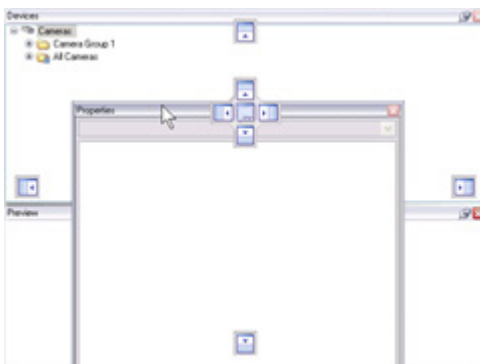 Devices
Cameras
Camera Group 1
All Cameras
Properties
Preview